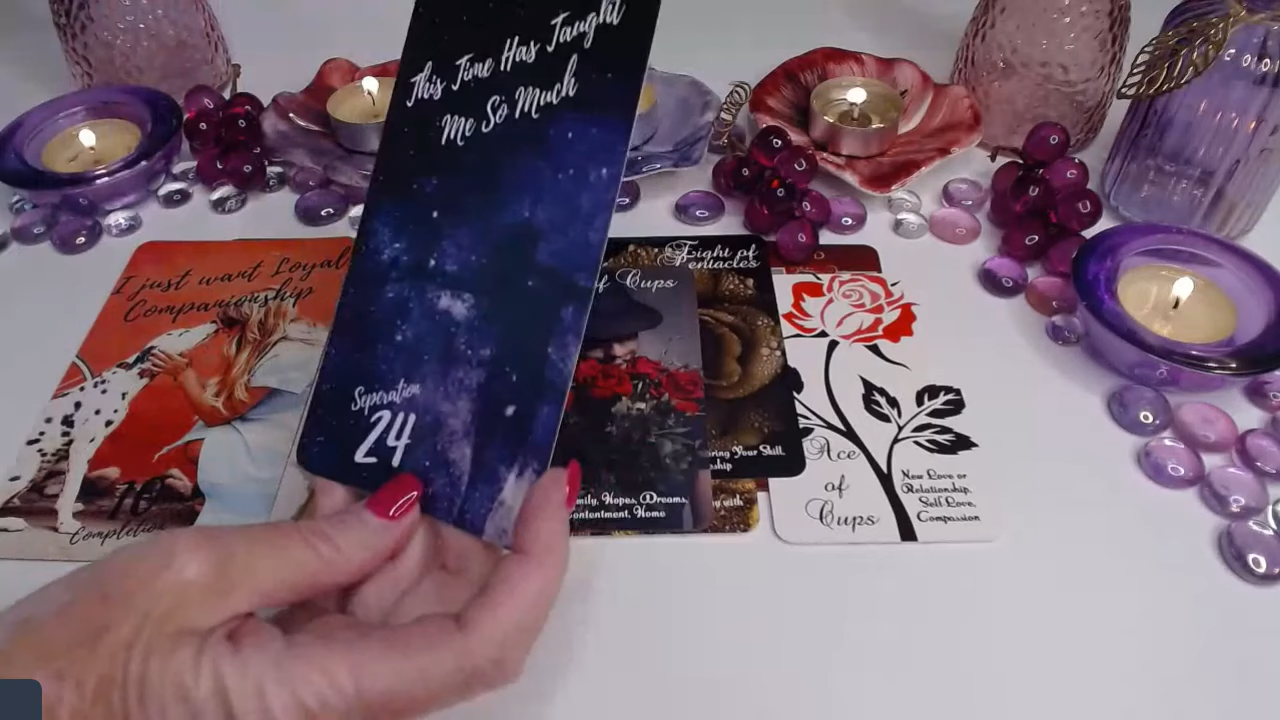 This Time Has Taught
Me So Much
Seperation
24
I just want Loyal
Companionship
10
Completion
of Cups
Family, Hopes, Dreams,
Contentment, Home
Eight of
Pentacles
Your Skill,
with
Ace
of
Cups
New Love or
Relationship,
Self Love,
Compassion